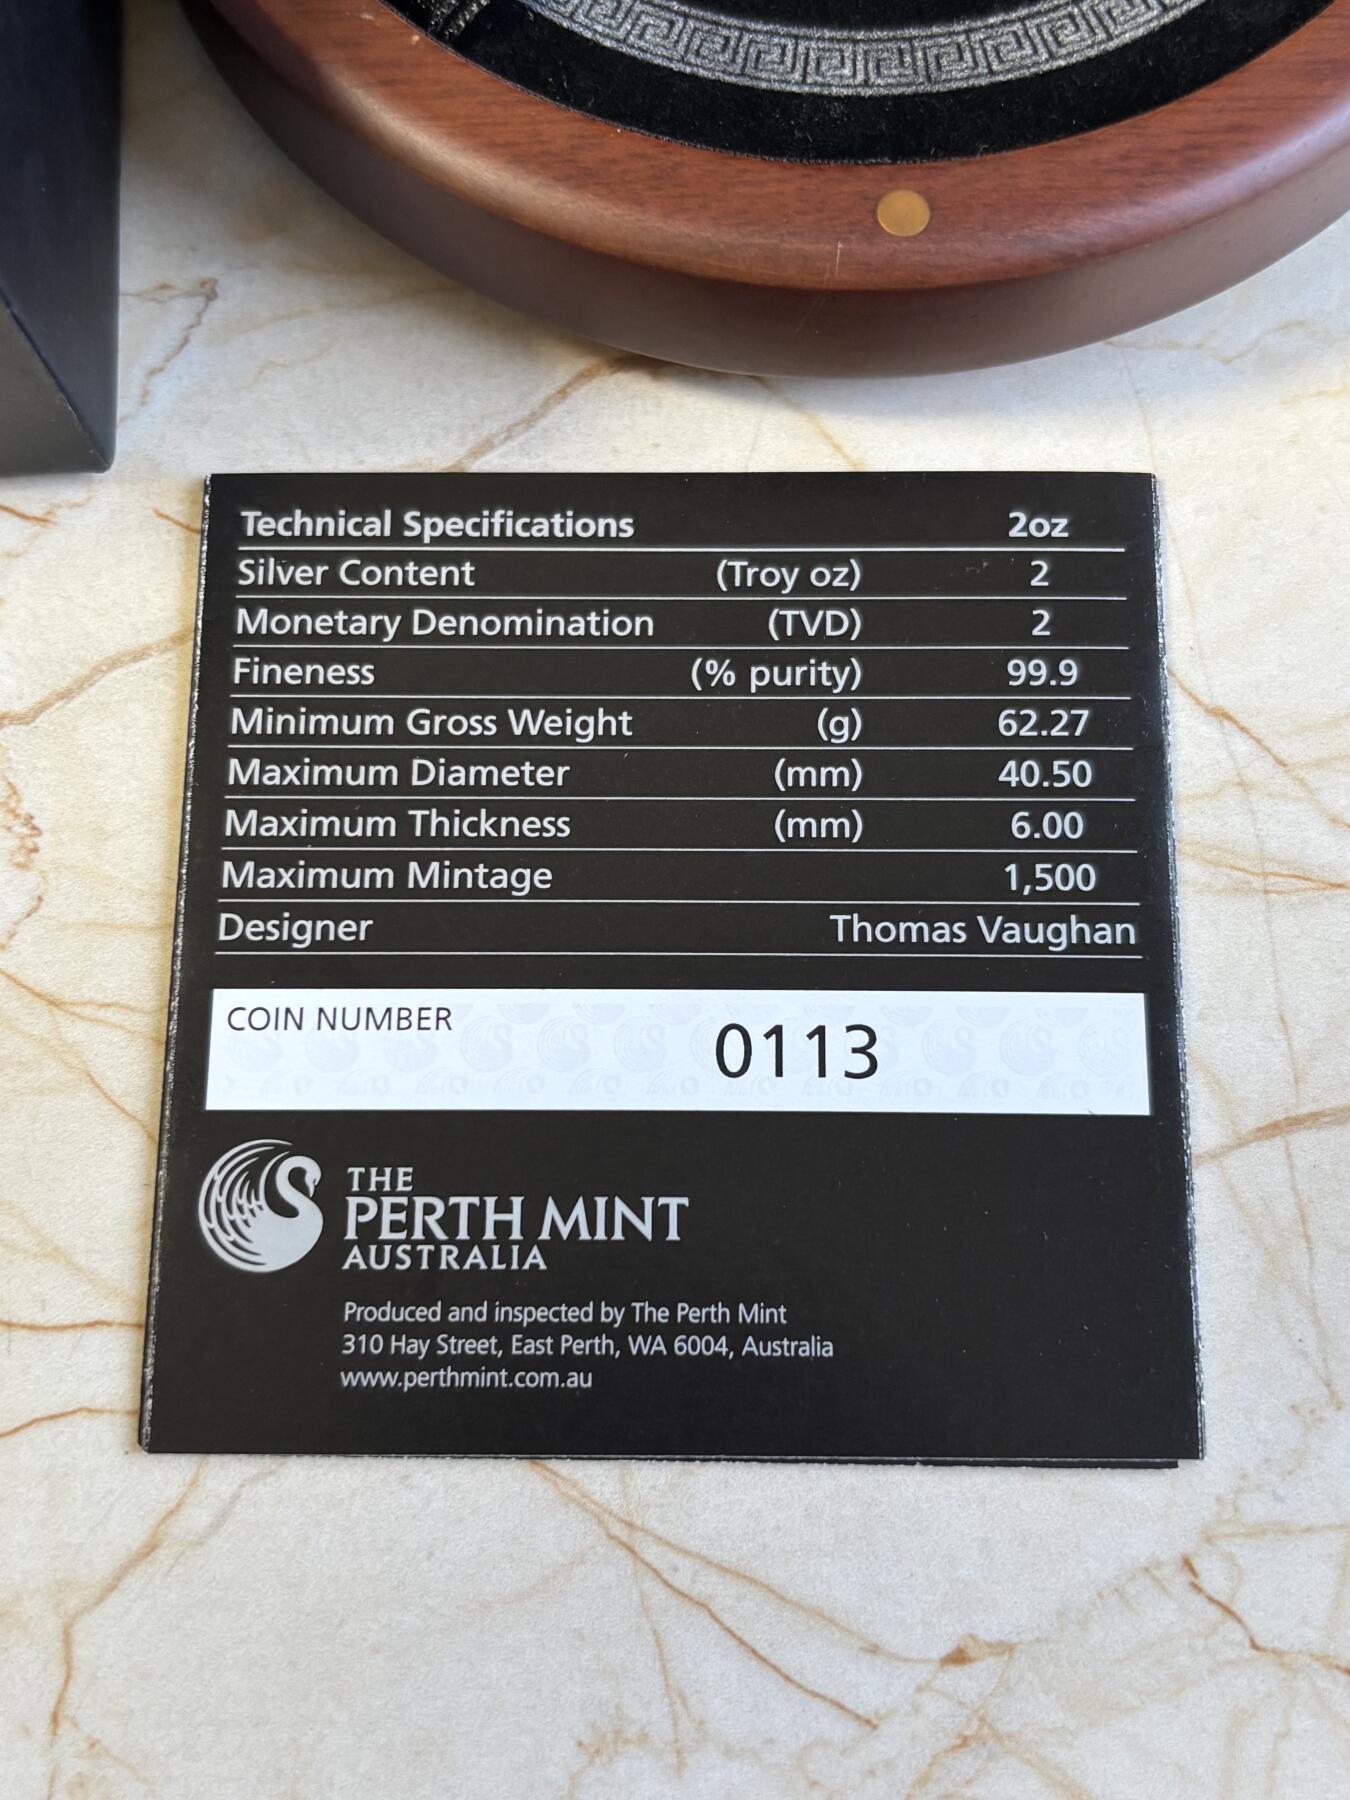 Technical Specifications 2oz
Silver Content (Troy oz) 2
Monetary Denomination (TVD) 2
Fineness (% purity) 99.9
Minimum Gross Weight (g) 62.27
Maximum Diameter (mm) 40.50
Maximum Thickness (mm) 6.00
Maximum Mintage 1,500
Designer Thomas Vaughan
COIN NUMBER 0113
THE
PERTH MINT
AUSTRALIA
Produced and inspected by The Perth Mint
310 Hay Street, East Perth, WA 6004, Australia
www.perthmint.com.au